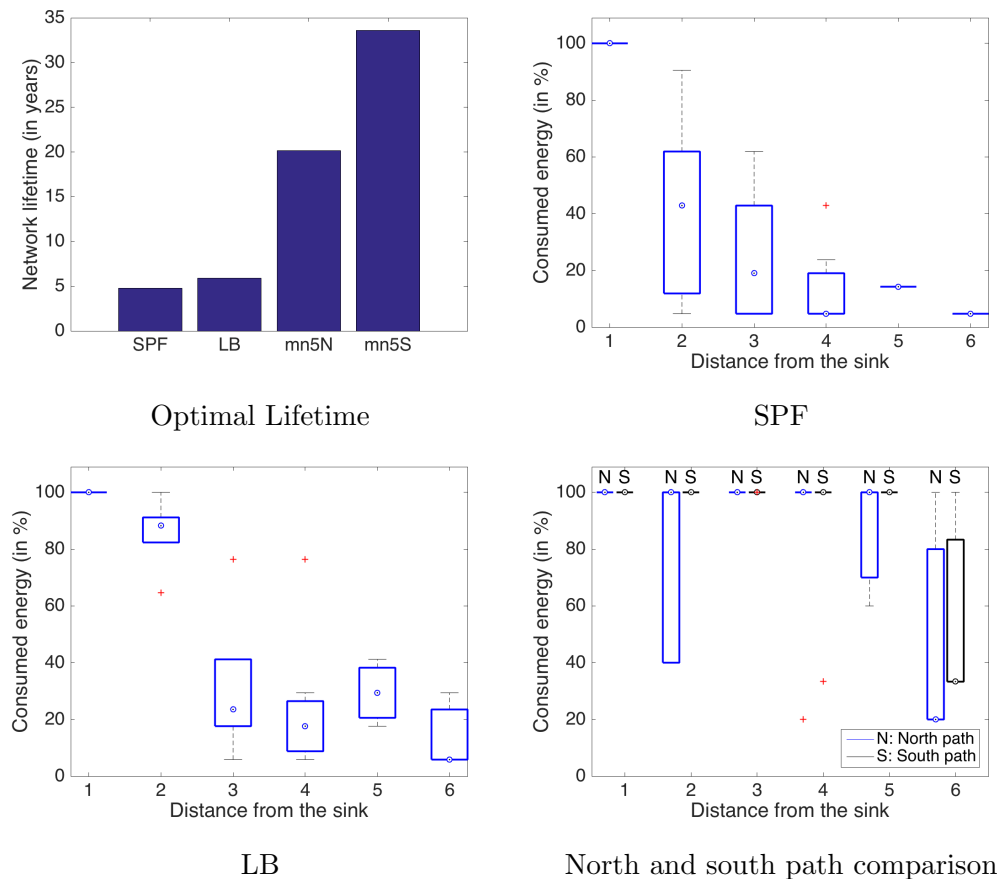 35
30
25
20
15
10
5
0
Network lifetime (in years)
SPF LB mn5N mn5S
Optimal Lifetime
100
80
60
40
20
0
Consumed energy (in %)
1 2 3 4 5 6
Distance from the sink
SPF
100
80
60
40
20
0
Consumed energy (in %)
1 2 3 4 5 6
Distance from the sink
LB
N S N S N S N S N S N S
100
80
60
40
20
0
Consumed energy (in %)
N: North path
S: South path
1 2 3 4 5 6
Distance from the sink
North and south path comparison